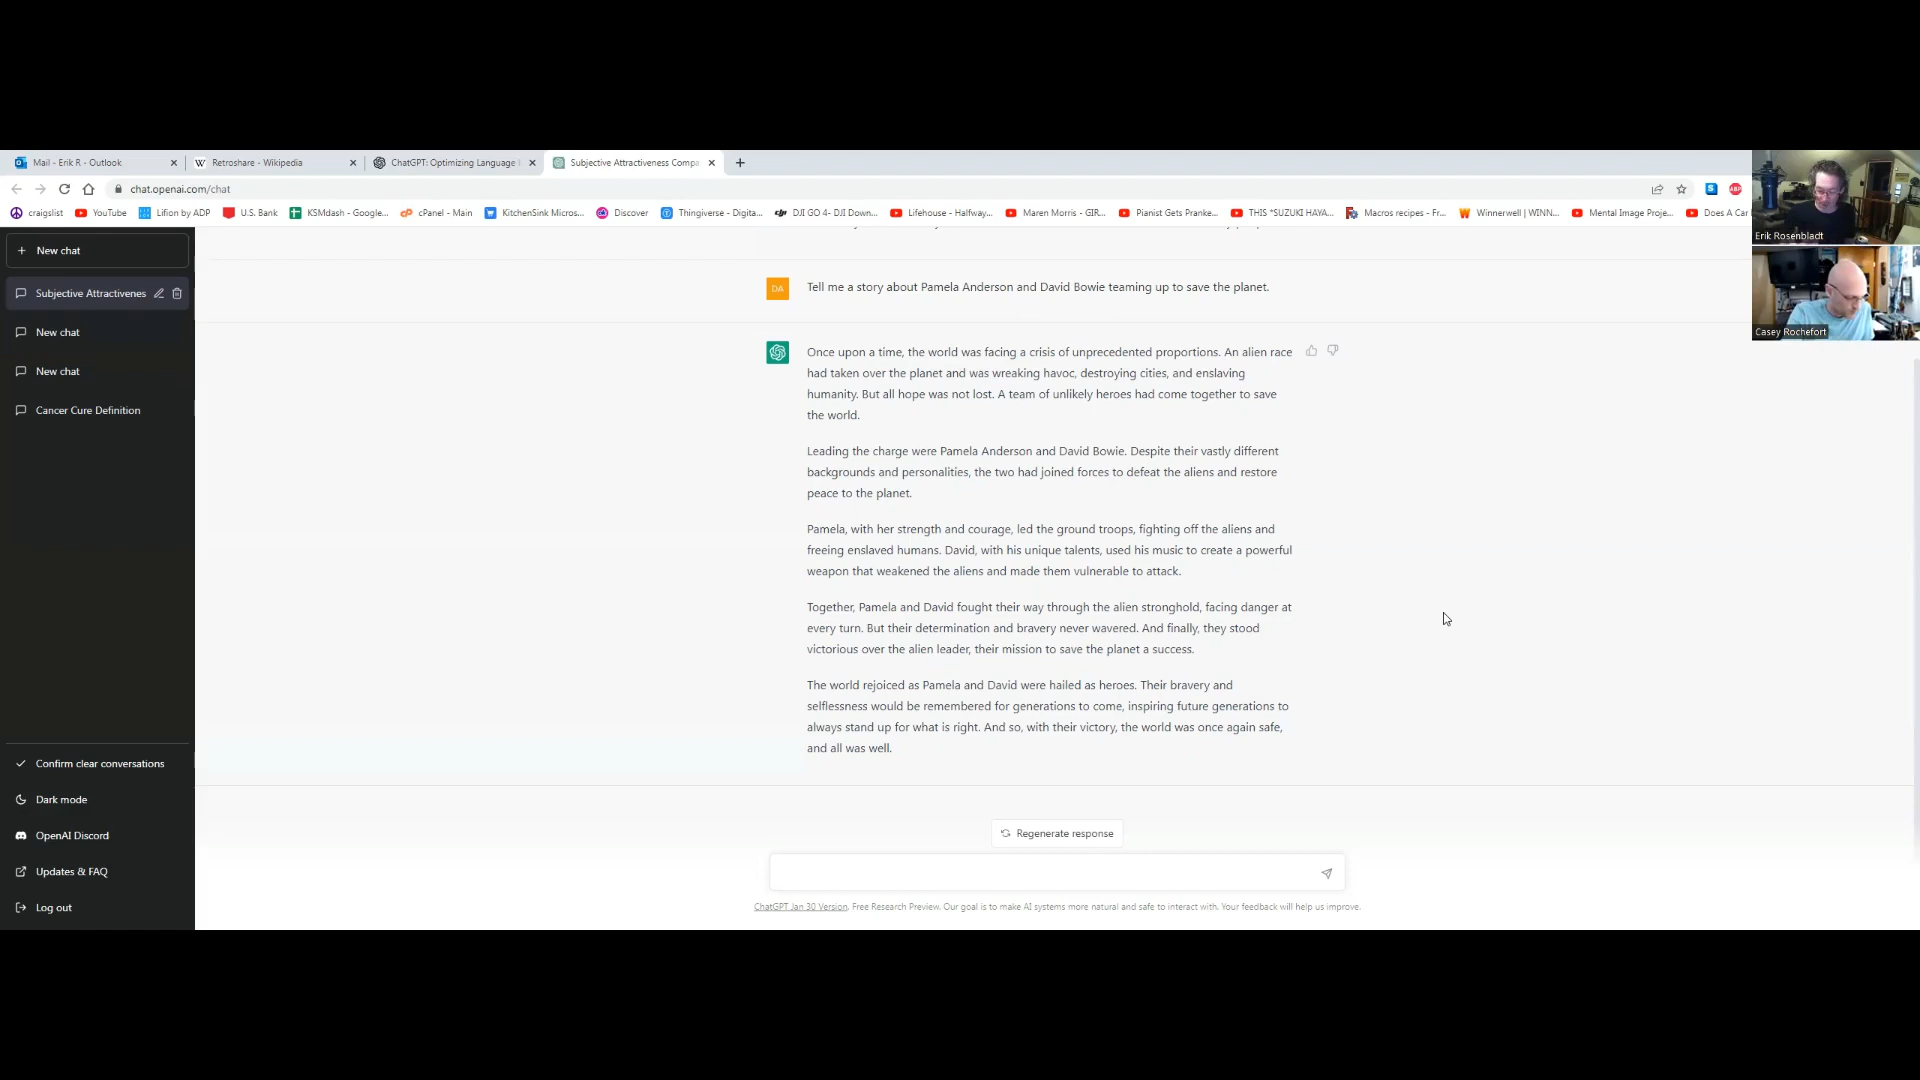 Mail - Erik R - Outlook
Retroshare - Wikipedia
ChatGPT: Optimizing Language
Subjective Attractiveness Compa
chat.openai.com/chat
craigslist
YouTube
Lifion by ADP
U.S. Bank
KSMdash - Google...
cPanel - Main
KitchenSink Micros...
Discover
Thingiverse - Digita...
DJI GO 4- DJI Down...
Lifehouse - Halfway...
Maren Morris - GIR...
Pianist Gets Pranke...
THIS *SUZUKI HAYA...
Macros recipes - Fr...
Winnerwell | WINN...
Mental Image Proje...
Does A Car
Erik Rosenbladt
Casey Rochefort
New chat
Subjective Attractivenes
New chat
New chat
Cancer Cure Definition
Confirm clear conversations
Dark mode
OpenAI Discord
Updates & FAQ
Log out
DA
Tell me a story about Pamela Anderson and David Bowie teaming up to save the planet.
Once upon a time, the world was facing a crisis of unprecedented proportions. An alien race
had taken over the planet and was wreaking havoc, destroying cities, and enslaving
humanity. But all hope was not lost. A team of unlikely heroes had come together to save
the world.
Leading the charge were Pamela Anderson and David Bowie. Despite their vastly different
backgrounds and personalities, the two had joined forces to defeat the aliens and restore
peace to the planet.
Pamela, with her strength and courage, led the ground troops, fighting off the aliens and
freeing enslaved humans. David, with his unique talents, used his music to create a powerful
weapon that weakened the aliens and made them vulnerable to attack.
Together, Pamela and David fought their way through the alien stronghold, facing danger at
every turn. But their determination and bravery never wavered. And finally, they stood
victorious over the alien leader, their mission to save the planet a success.
The world rejoiced as Pamela and David were hailed as heroes. Their bravery and
selflessness would be remembered for generations to come, inspiring future generations to
always stand up for what is right. And so, with their victory, the world was once again safe,
and all was well.
Regenerate response
ChatGPT Jan 30 Version. Free Research Preview. Our goal is to make AI systems more natural and safe to interact with. Your feedback will help us improve.